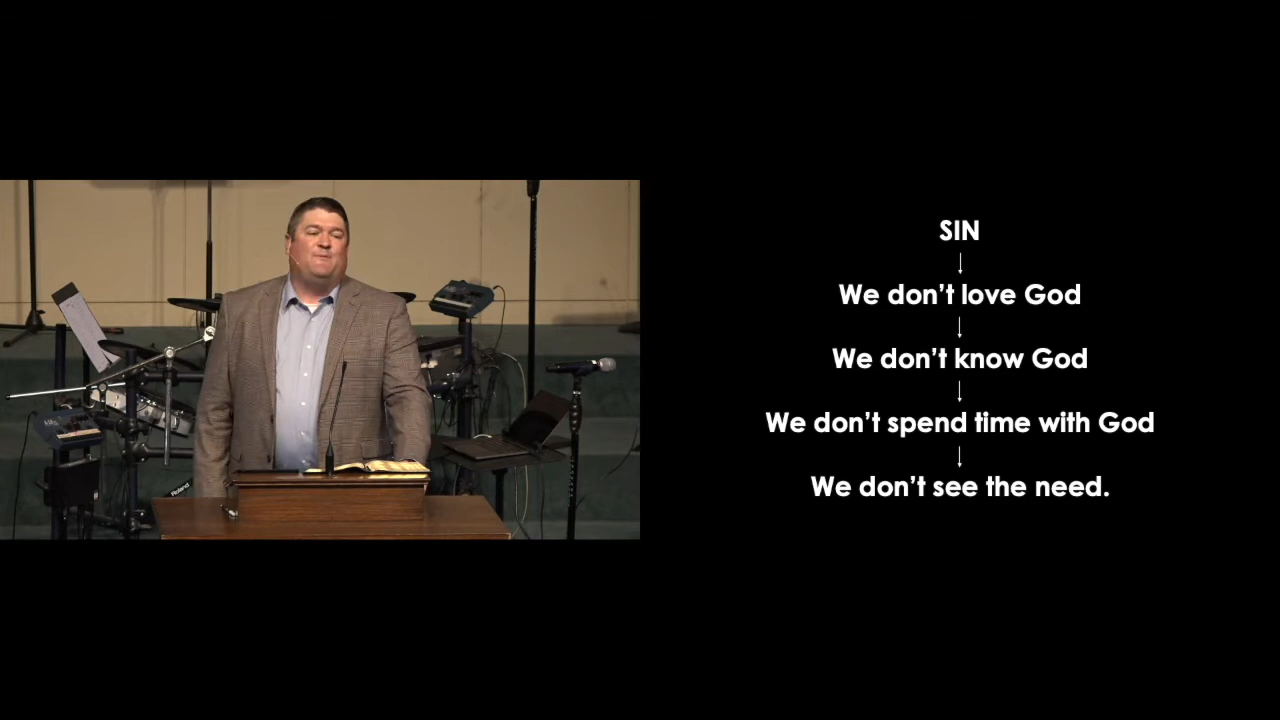 SIN
We don't love God
We don't know God
We don't spend time with God
We don't see the need.
Roland